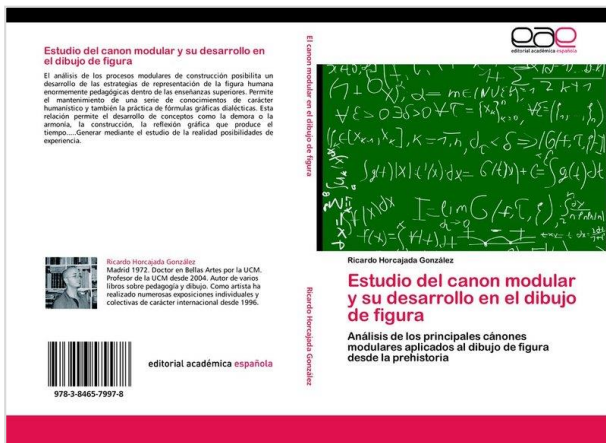 Estudio del canon modular y su desarrollo en
el dibujo de figura
El análisis de los procesos modulares de construcción posibilita un
desarrollo de las estrategias de representación de la figura humana
enormemente pedagógicas dentro de las enseñanzas superiores. Permite
el mantenimiento de una serie de conocimientos de carácter
humanístico y también la práctica de fórmulas gráficas dialécticas. Esta
relación permite el desarrollo de conceptos como la demora o la
armonía, la construcción, la reflexión gráfica que produce el
tiempo.....Generar mediante el estudio de la realidad posibilidades de
experiencia.
Ricardo Horcajada González
Madrid 1972. Doctor en Bellas Artes por la UCM.
Profesor de la UCM desde 2004. Autor de varios
libros sobre pedagogía y dibujo. Como artista ha
realizado numerosas exposiciones individuales y
colectivas de carácter internacional desde 1996.
editorial académica española
978-3-8465-7997-8
El canon modular en el dibujo de figura
Ricardo Horcajada González
eae
editorial académica española
Ricardo Horcajada González
Estudio del canon modular
y su desarrollo en el dibujo
de figura
Análisis de los principales cánones
modulares aplicados al dibujo de figura
desde la prehistoria